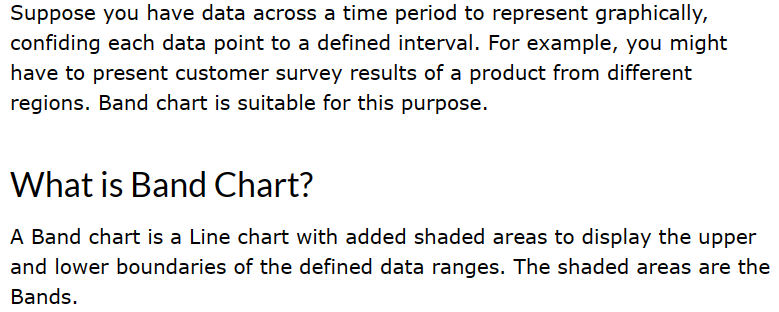 Suppose you have data across a time period to represent graphically,
confiding each data point to a defined interval. For example, you might
have to present customer survey results of a product from different
regions. Band chart is suitable for this purpose.
What is Band Chart?
A Band chart is a Line chart with added shaded areas to display the upper
and lower boundaries of the defined data ranges. The shaded areas are the
Bands.